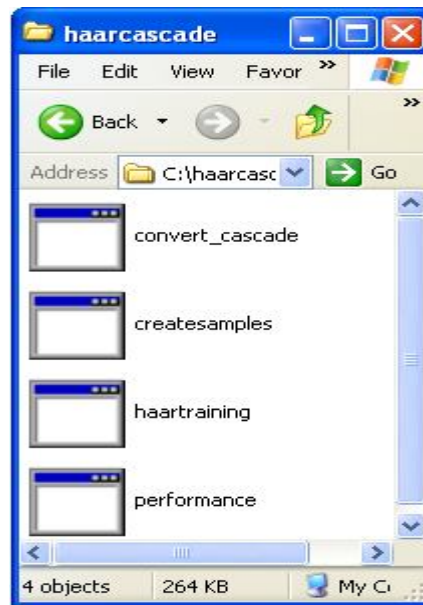 haarcascade
File Edit View Favor »
Back »
Address C:\haarcasc Go
convert_cascade
createsamples
haartraining
performance
4 objects 264 KB My C